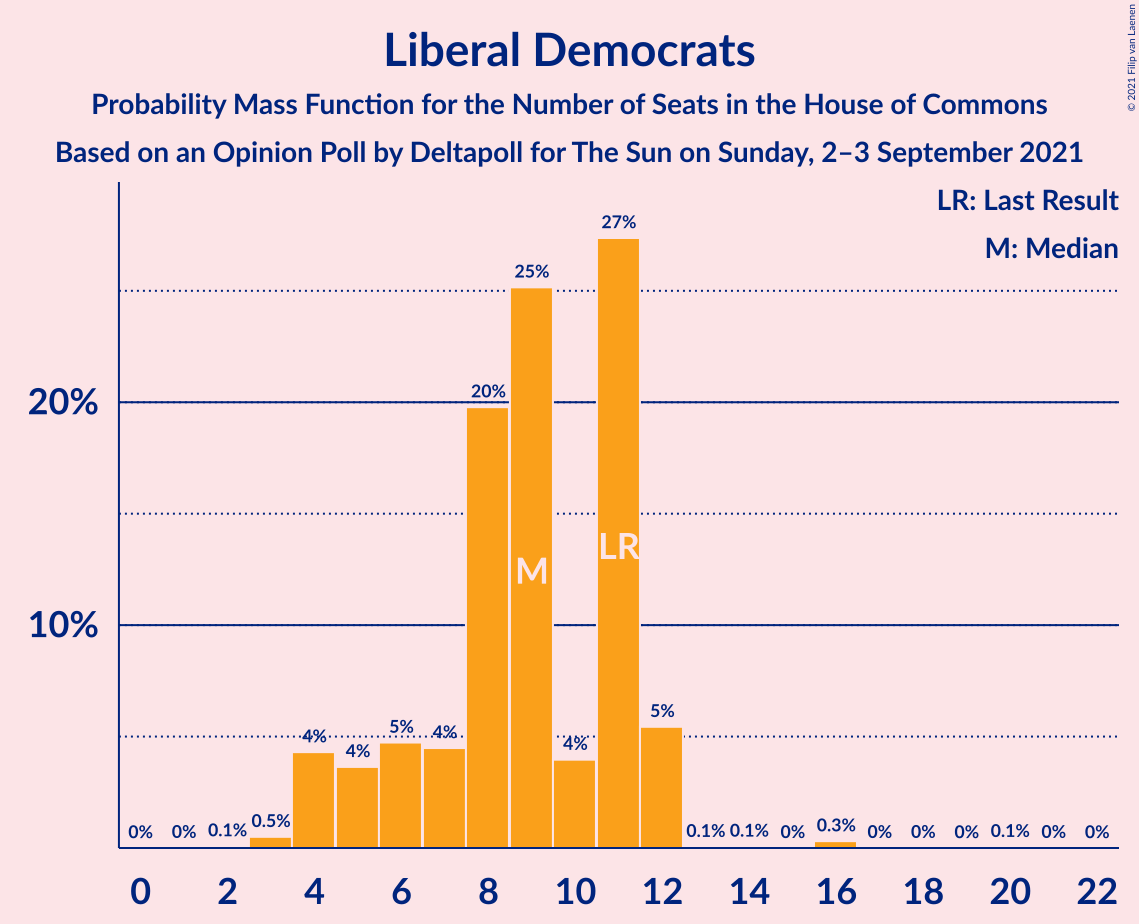 Liberal Democrats
Probability Mass Function for the Number of Seats in the House of Commons
Based on an Opinion Poll by Deltapoll for The Sun on Sunday, 2–3 September 2021
© 2021 Filip van Laenen
LR: Last Result
M: Median
20%
10%
0%
0%
0.1%
0.5%
4%
4%
5%
4%
20%
25%
4%
27%
5%
0.1%
0.1%
0%
0.3%
0%
0%
0%
0.1%
0%
0%
M
LR
0 2 4 6 8 10 12 14 16 18 20 22